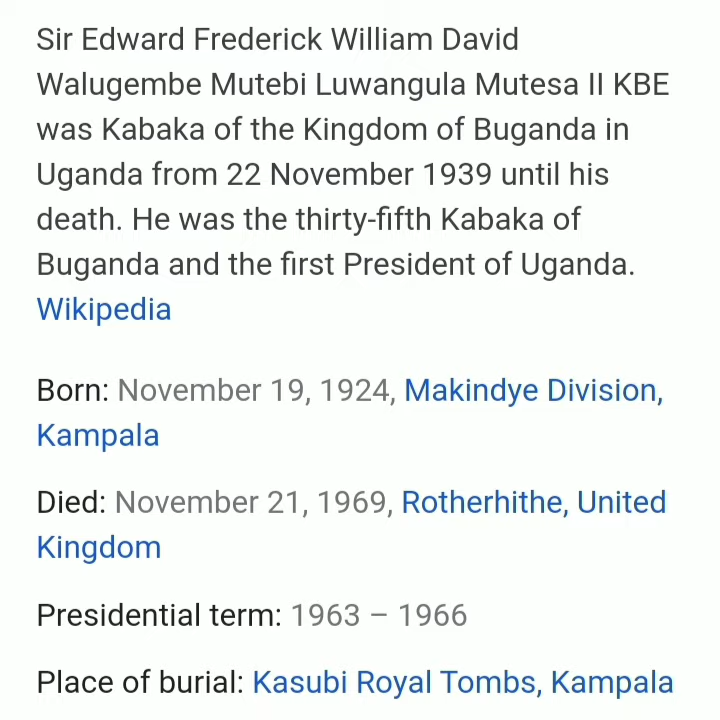 Sir Edward Frederick William David
Walugembe Mutebi Luwangula Mutesa II KBE
was Kabaka of the Kingdom of Buganda in
Uganda from 22 November 1939 until his
death. He was the thirty-fifth Kabaka of
Buganda and the first President of Uganda.
Wikipedia
Born: November 19, 1924, Makindye Division,
Kampala
Died: November 21, 1969, Rotherhithe, United
Kingdom
Presidential term: 1963 – 1966
Place of burial: Kasubi Royal Tombs, Kampala